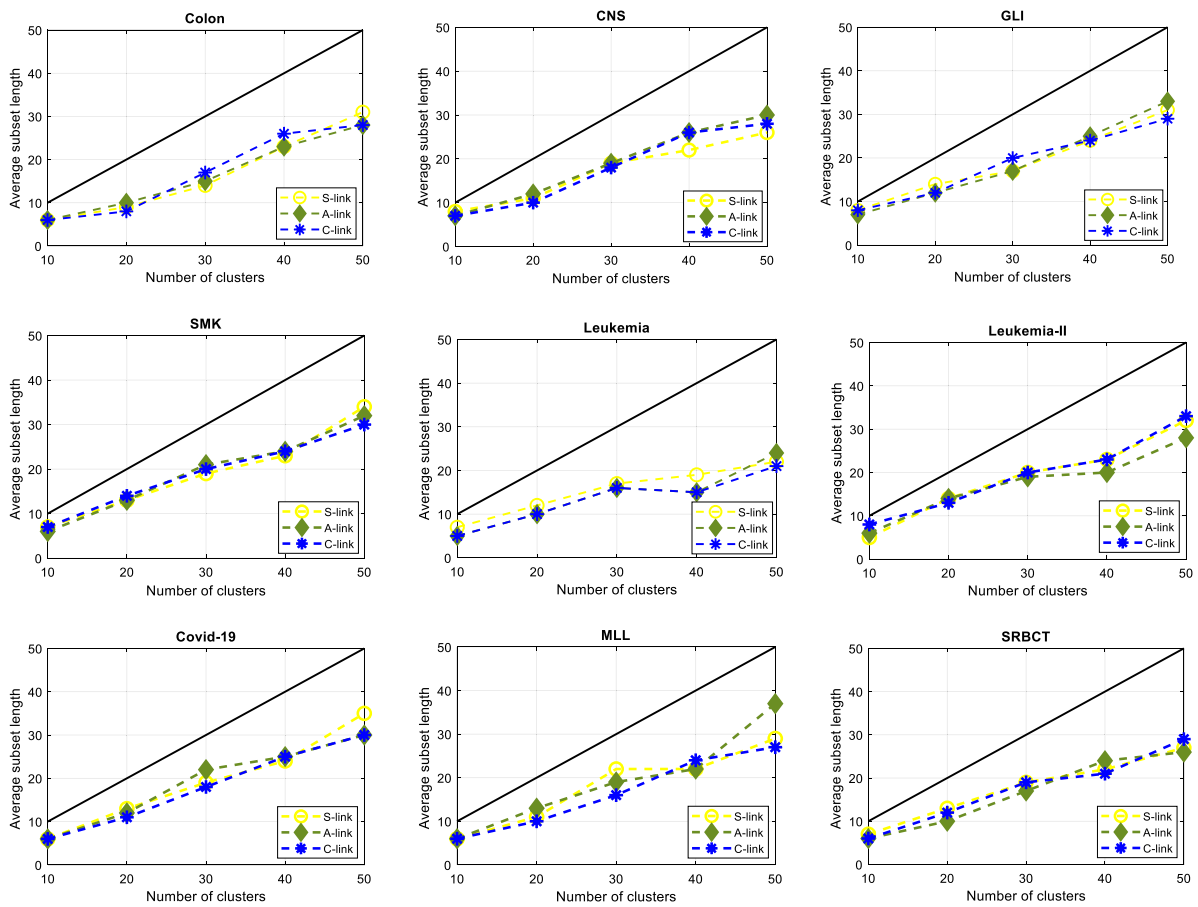 Colon
Average subset length
50
40
30
20
10
0
10 20 30 40 50
Number of clusters
S-link
A-link
C-link
CNS
Average subset length
50
40
30
20
10
0
10 20 30 40 50
Number of clusters
S-link
A-link
C-link
GLI
Average subset length
50
40
30
20
10
0
10 20 30 40 50
Number of clusters
S-link
A-link
C-link
SMK
Average subset length
50
40
30
20
10
0
10 20 30 40 50
Number of clusters
S-link
A-link
C-link
Leukemia
Average subset length
50
40
30
20
10
0
10 20 30 40 50
Number of clusters
S-link
A-link
C-link
Leukemia-II
Average subset length
50
40
30
20
10
0
10 20 30 40 50
Number of clusters
S-link
A-link
C-link
Covid-19
Average subset length
50
40
30
20
10
0
10 20 30 40 50
Number of clusters
S-link
A-link
C-link
MLL
Average subset length
50
40
30
20
10
0
10 20 30 40 50
Number of clusters
S-link
A-link
C-link
SRBCT
Average subset length
50
40
30
20
10
0
10 20 30 40 50
Number of clusters
S-link
A-link
C-link